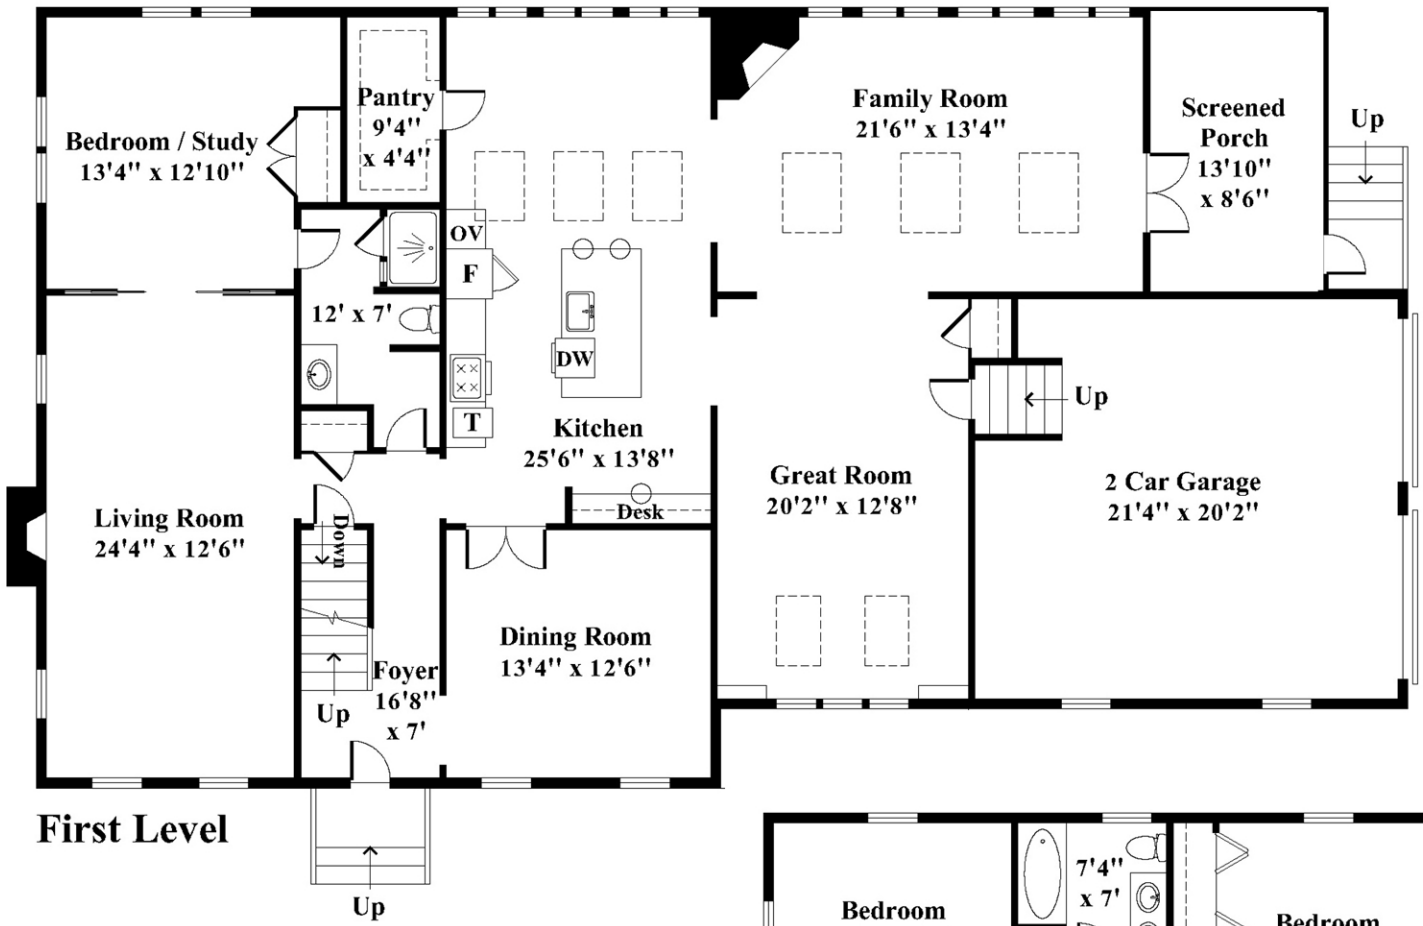 Pantry
9'4"
x 4'4"
Bedroom / Study
13'4" x 12'10"
Family Room
21'6" x 13'4"
Screened
Porch
13'10"
x 8'6"
Up
OV
F
12' x 7'
DW
T
Kitchen
25'6" x 13'8"
Desk
Up
Great Room
20'2" x 12'8"
2 Car Garage
21'4" x 20'2"
Living Room
24'4" x 12'6"
Down
Dining Room
13'4" x 12'6"
Foyer
16'8"
x 7'
Up
First Level
Up
7'4"
x 7'
Bedroom
Bedroom